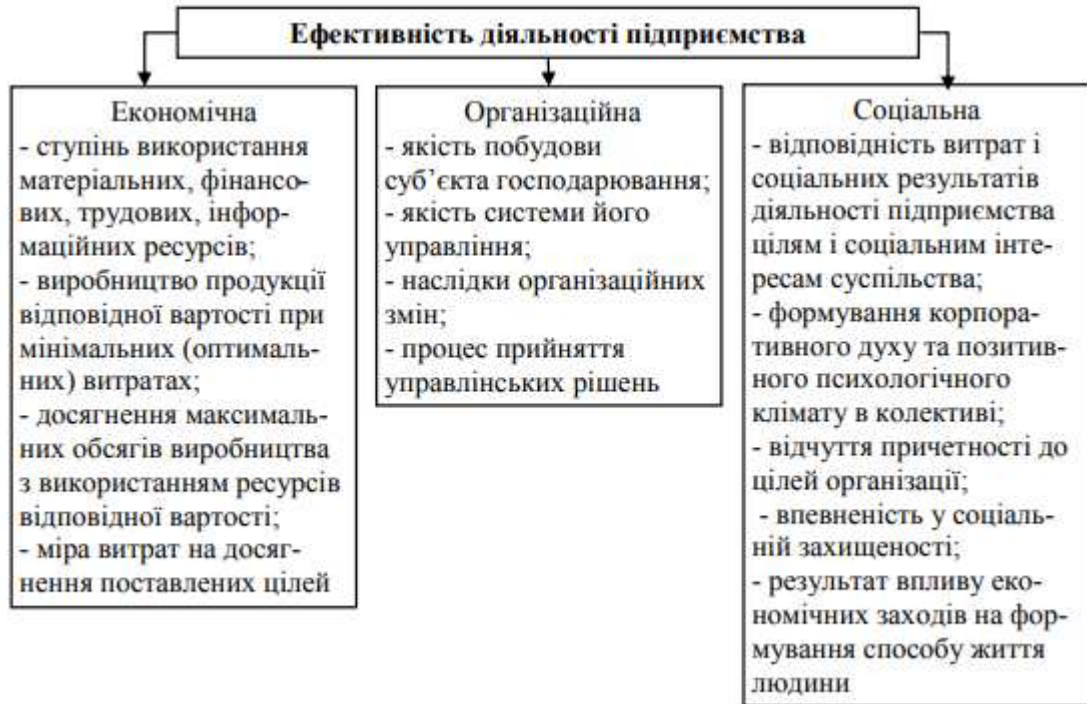 Ефективність діяльності підприємства
Економічна
- ступінь використання
матеріальних, фінансо-
вих, трудових, інфор-
маційних ресурсів;
- виробництво продукції
відповідної вартості при
мінімальних (оптималь-
них) витратах;
- досягнення максималь-
них обсягів виробництва
з використанням ресурсів
відповідної вартості;
- міра витрат на досяг-
нення поставлених цілей
Організаційна
- якість побудови
суб’єкта господарювання;
- якість системи його
управління;
- наслідки організаційних
змін;
- процес прийняття
управлінських рішень
Соціальна
- відповідність витрат і
соціальних результатів
діяльності підприємства
цілям і соціальним інте-
ресам суспільства;
- формування корпора-
тивного духу та позитив-
ного психологічного
клімату в колективі;
- відчуття причетності до
цілей організації;
- впевненість у соціаль-
ній захищеності;
- результат впливу еко-
номічних заходів на фор-
мування способу життя
людини